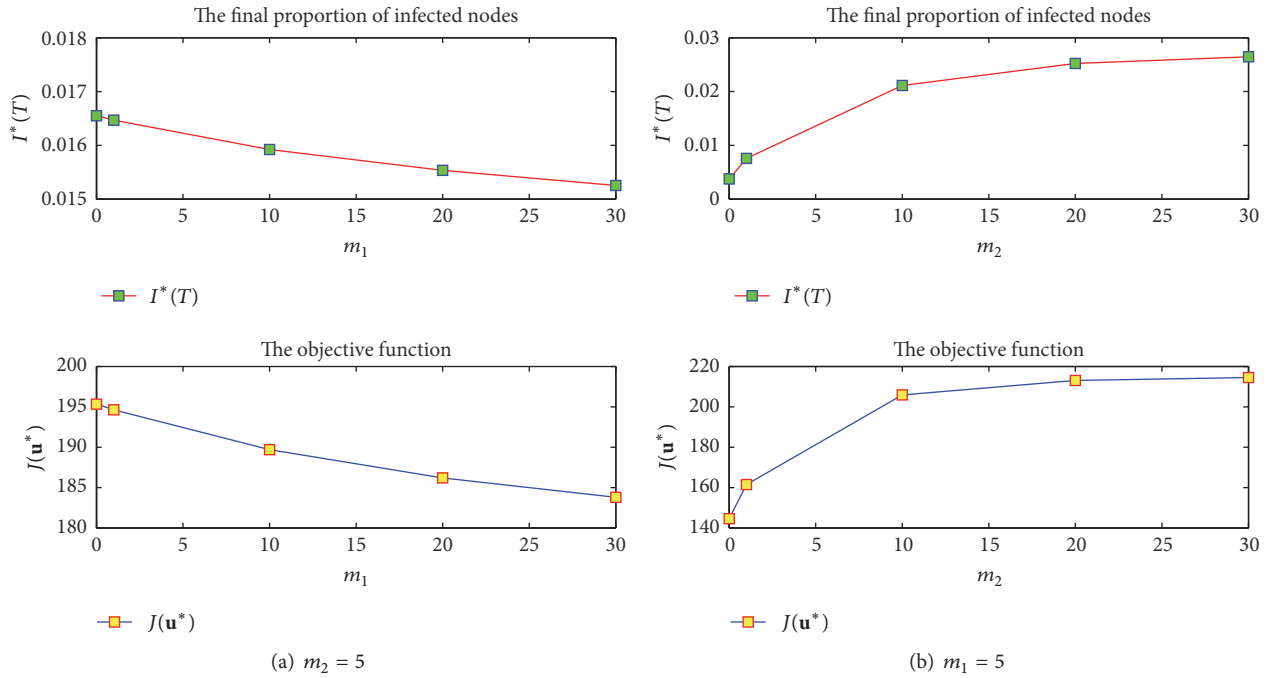 The final proportion of infected nodes
0.018
0.017
0.016
0.015
I*(T)
0 5 10 15 20 25 30
m₁
I*(T)
The objective function
200
195
190
185
180
J(u*)
0 5 10 15 20 25 30
m₁
J(u*)
(a) m₂ = 5
The final proportion of infected nodes
0.03
0.02
0.01
0
I*(T)
0 5 10 15 20 25 30
m₂
I*(T)
The objective function
220
200
180
160
140
J(u*)
0 5 10 15 20 25 30
m₂
J(u*)
(b) m₁ = 5